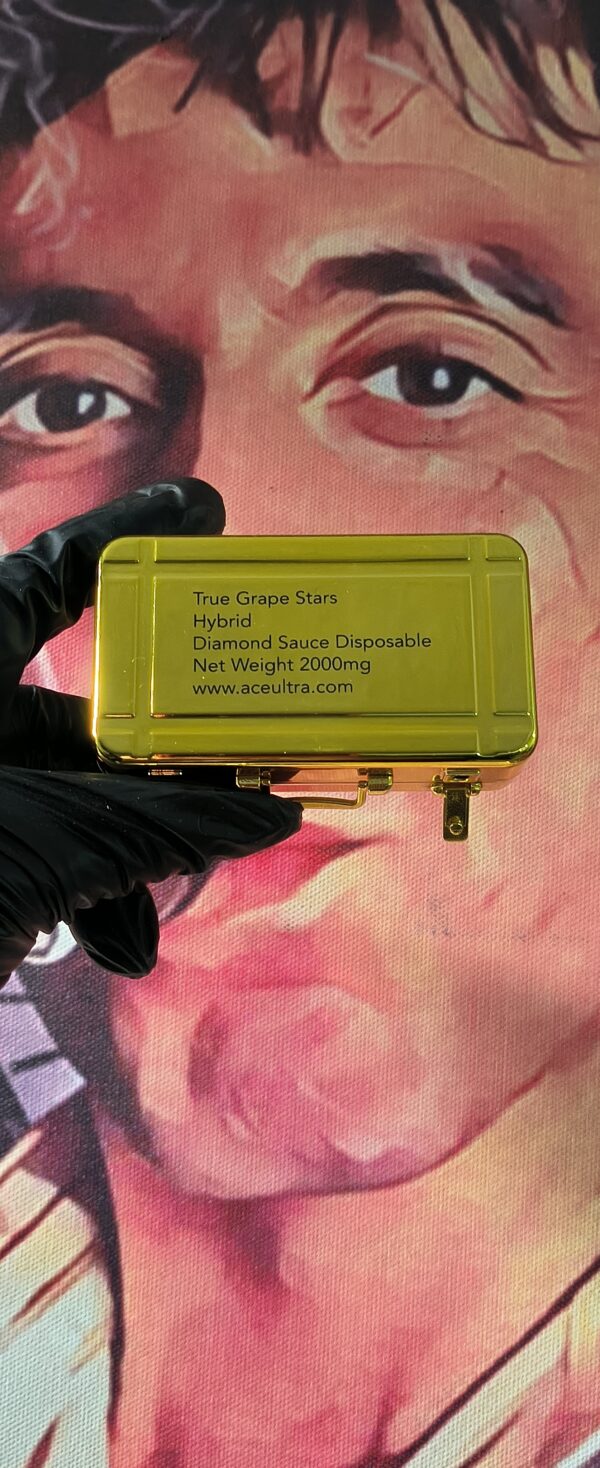 True Grape Stars
Hybrid
Diamond Sauce Disposable
Net Weight 2000mg
www.aceultra.com